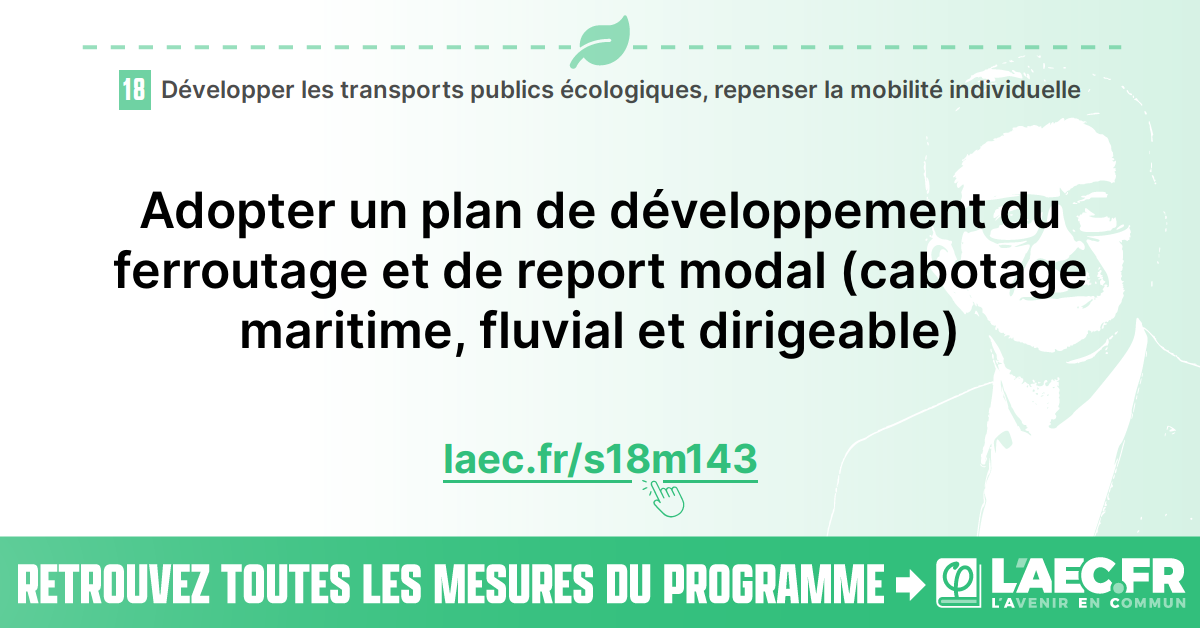 18 Développer les transports publics écologiques, repenser la mobilité individuelle
Adopter un plan de développement du
ferroutage et de report modal (cabotage
maritime, fluvial et dirigeable)
laec.fr/s18m143
RETROUVEZ TOUTES LES MESURES DU PROGRAMME
φ
L'AEC.FR
L'AVENIR EN COMMUN